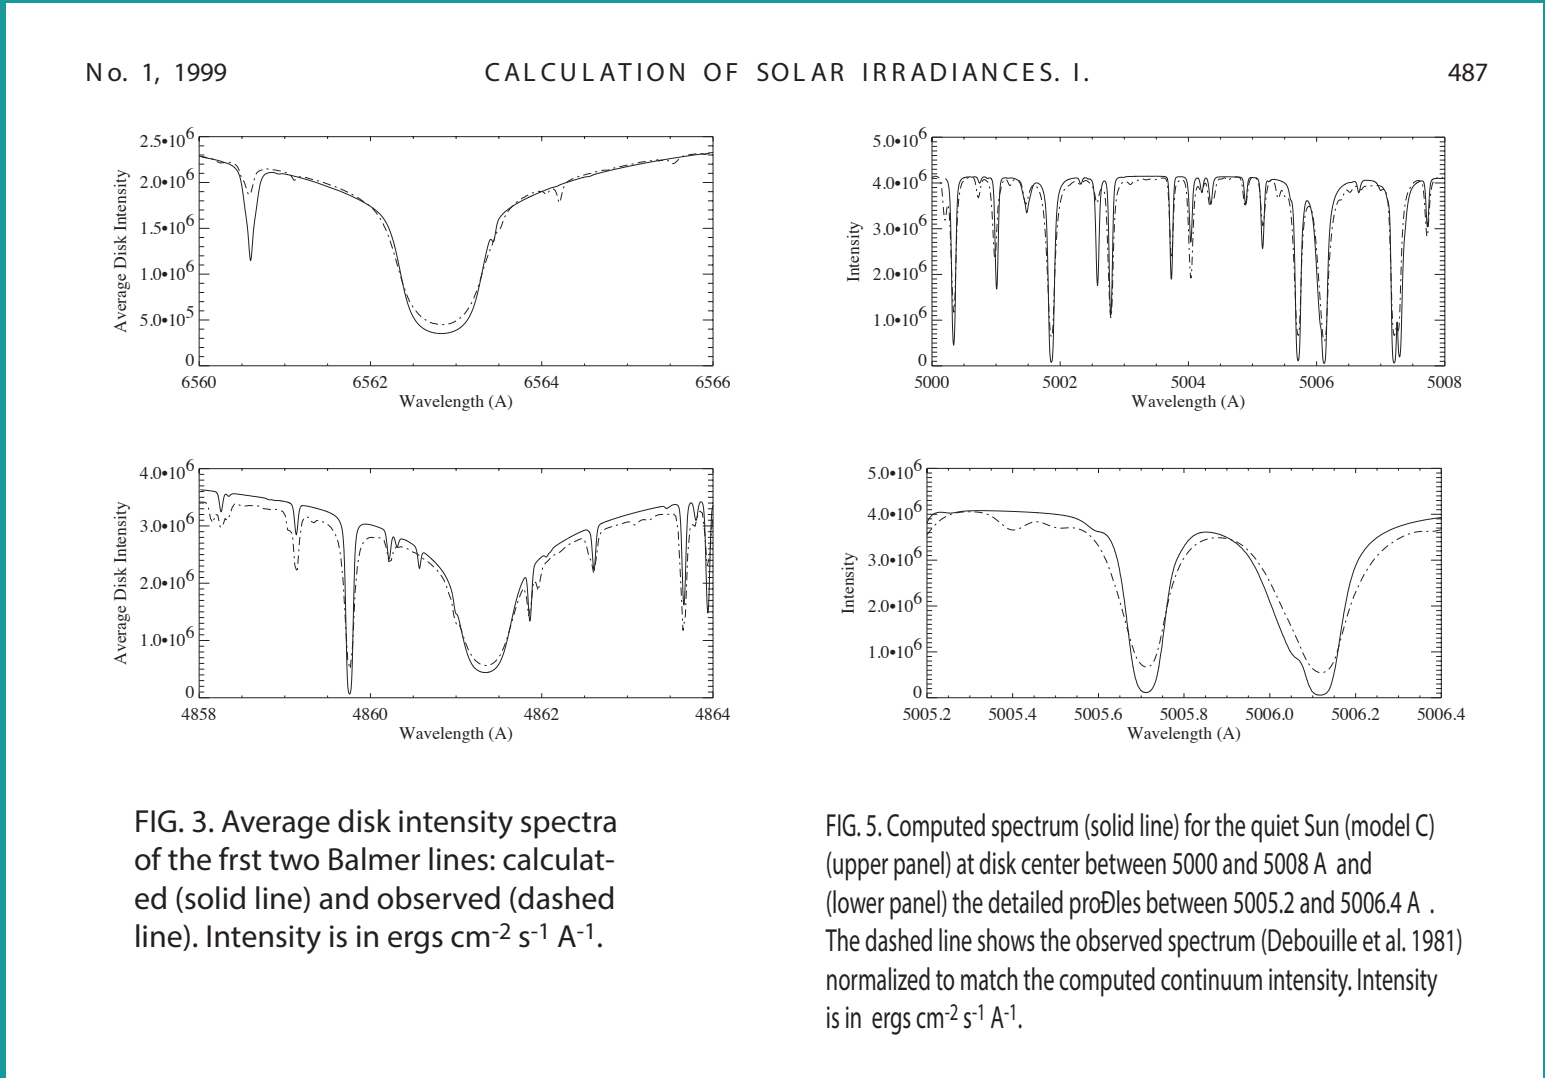 No. 1, 1999
CALCULATION OF SOLAR IRRADIANCES. I.
487
2.5•10⁶
2.0•10⁶
1.5•10⁶
1.0•10⁶
5.0•10⁵
0
Average Disk Intensity
6560 6562 6564 6566
Wavelength (A)
5.0•10⁶
4.0•10⁶
3.0•10⁶
2.0•10⁶
1.0•10⁶
0
Intensity
5000 5002 5004 5006 5008
Wavelength (A)
4.0•10⁶
3.0•10⁶
2.0•10⁶
1.0•10⁶
0
Average Disk Intensity
4858 4860 4862 4864
Wavelength (A)
5.0•10⁶
4.0•10⁶
3.0•10⁶
2.0•10⁶
1.0•10⁶
0
Intensity
5005.2 5005.4 5005.6 5005.8 5006.0 5006.2 5006.4
Wavelength (A)
FIG. 3. Average disk intensity spectra
of the frst two Balmer lines: calculat-
ed (solid line) and observed (dashed
line). Intensity is in ergs cm⁻² s⁻¹ A⁻¹.
FIG. 5. Computed spectrum (solid line) for the quiet Sun (model C)
(upper panel) at disk center between 5000 and 5008 A and
(lower panel) the detailed proÐles between 5005.2 and 5006.4 A .
The dashed line shows the observed spectrum (Debouille et al. 1981)
normalized to match the computed continuum intensity. Intensity
is in ergs cm⁻² s⁻¹ A⁻¹.